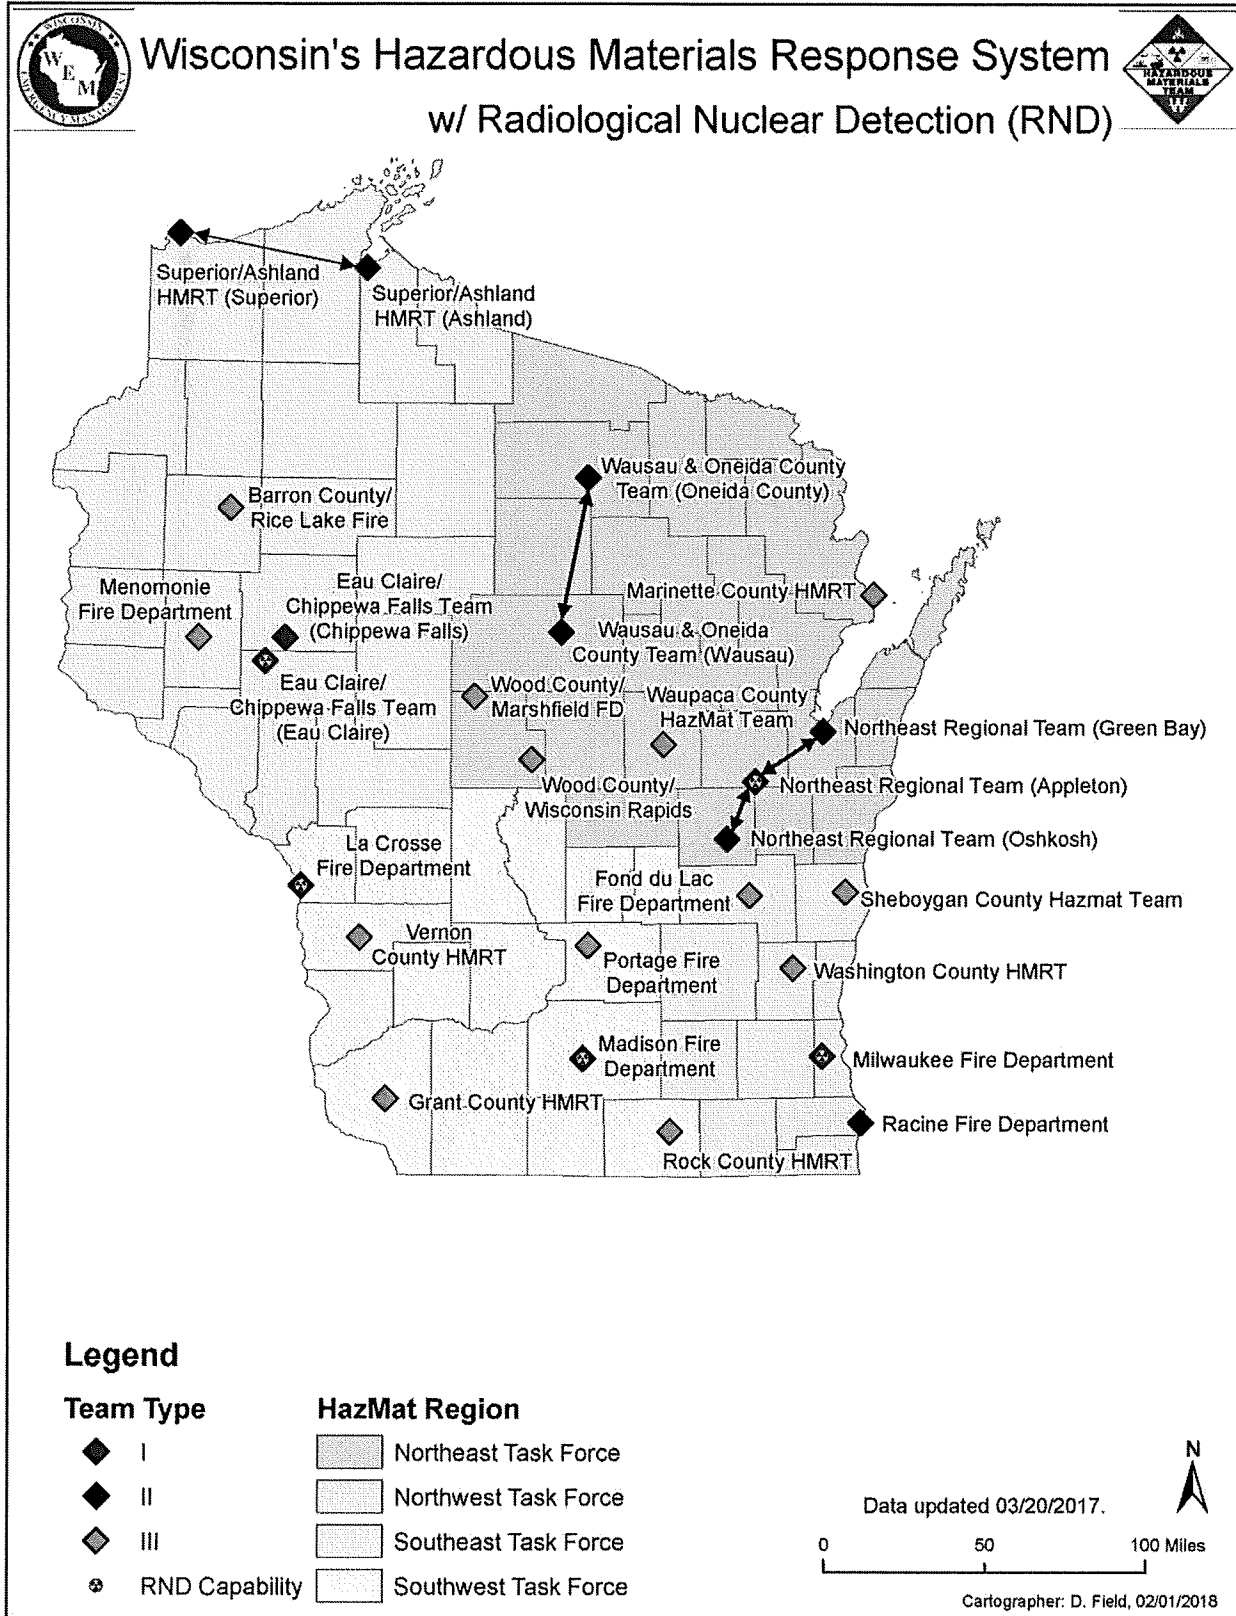 WISCONSIN
WEM
EMERGENCY MANAGEMENT
Wisconsin's Hazardous Materials Response System
w/ Radiological Nuclear Detection (RND)
HAZARDOUS
MATERIALS
TEAM
Superior/Ashland
HMRT (Superior)
Superior/Ashland
HMRT (Ashland)
Wausau & Oneida County
Team (Oneida County)
Barron County/
Rice Lake Fire
Menomonie
Fire Department
Eau Claire/
Chippewa Falls Team
(Chippewa Falls)
Marinette County HMRT
Wausau & Oneida
County Team (Wausau)
Eau Claire/
Chippewa Falls Team
(Eau Claire)
Wood County/
Marshfield FD
Waupaca County
HazMat Team
Northeast Regional Team (Green Bay)
Wood County/
Wisconsin Rapids
Northeast Regional Team (Appleton)
Northeast Regional Team (Oshkosh)
La Crosse
Fire Department
Fond du Lac
Fire Department
Sheboygan County Hazmat Team
Vernon
County HMRT
Portage Fire
Department
Washington County HMRT
Madison Fire
Department
Milwaukee Fire Department
Grant County HMRT
Racine Fire Department
Rock County HMRT
Legend
Team Type
I
II
III
RND Capability
HazMat Region
Northeast Task Force
Northwest Task Force
Southeast Task Force
Southwest Task Force
N
Data updated 03/20/2017.
0 50 100 Miles
Cartographer: D. Field, 02/01/2018